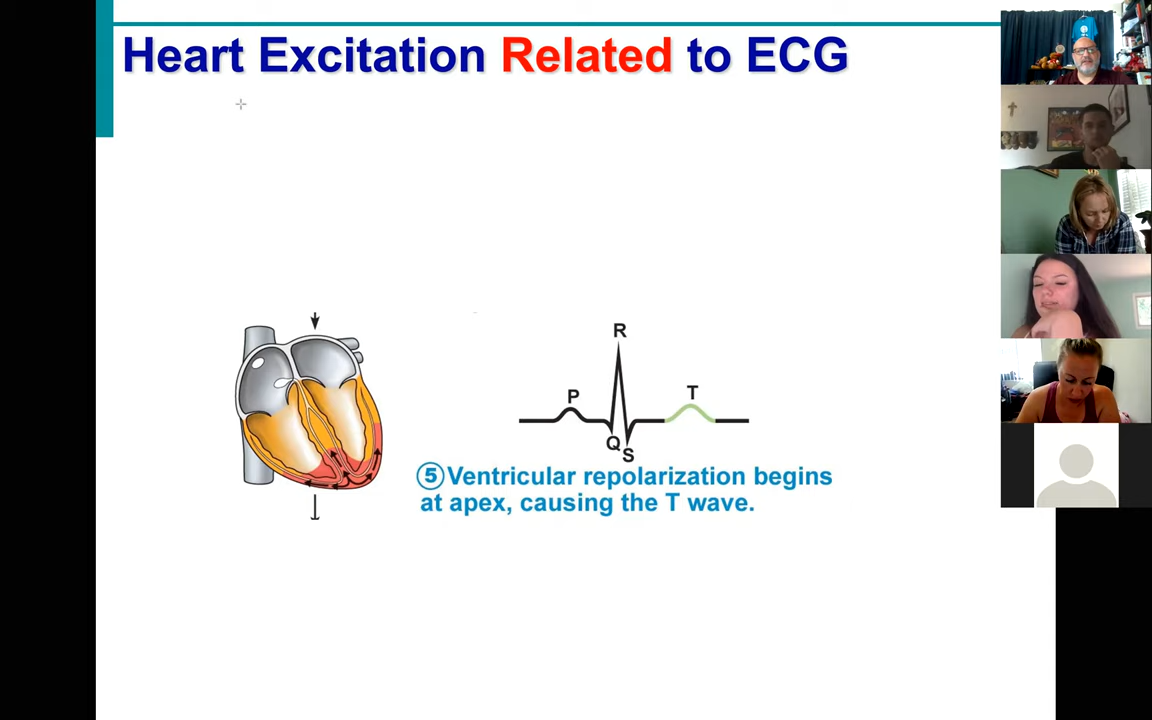 Heart Excitation Related to ECG
R
P
T
Q
S
5 Ventricular repolarization begins
at apex, causing the T wave.